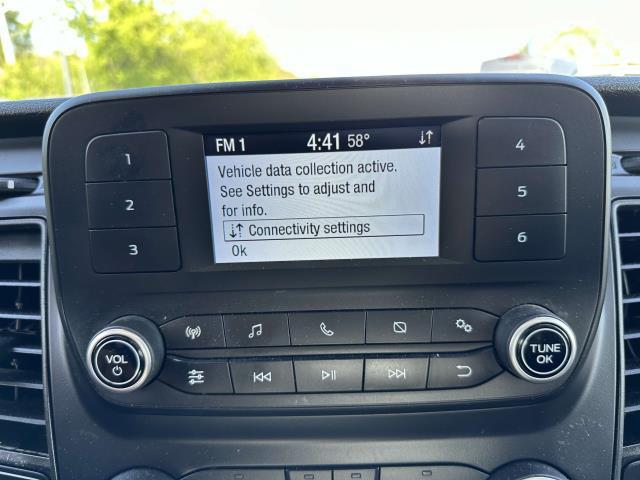 FM 1 4:41 58°
Vehicle data collection active.
See Settings to adjust and
for info.
Connectivity settings
Ok
1
2
3
4
5
6
VOL
TUNE
OK